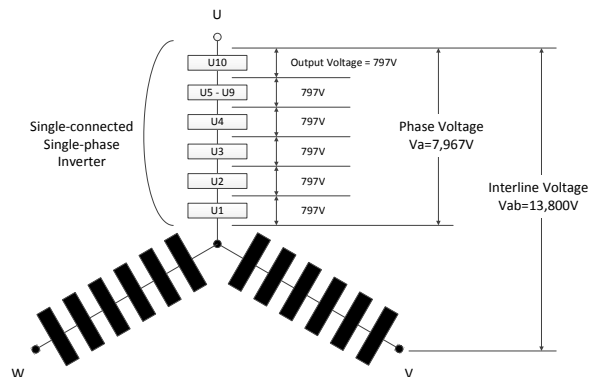 U
U10
Output Voltage = 797V
U5 - U9
797V
U4
797V
Single-connected
Single-phase
Inverter
Phase Voltage
Va=7,967V
U3
797V
U2
797V
Interline Voltage
Vab=13,800V
U1
797V
W
V